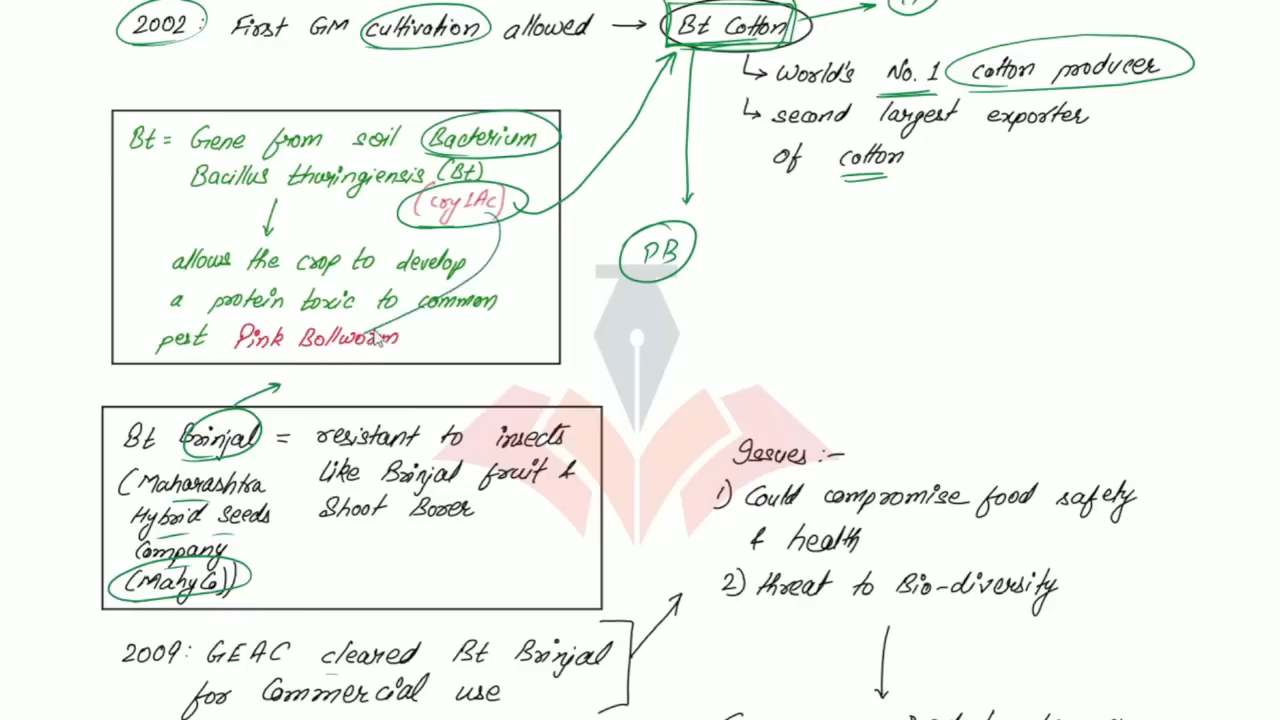 2002: First GM cultivation allowed → Bt Cotton
↳ World's No. 1 cotton producer
↳ second largest exporter
of cotton
PB
Bt = Gene from soil Bacterium
Bacillus thuringiensis (Bt)
(cry1Ac)
allows the crop to develop
a protein toxic to common
pest Pink Bollworm
Bt Brinjal = resistant to insects
(Maharashtra like Brinjal fruit &
Hybrid seeds Shoot Borer
Company
(MahyCo))
Issues :-
1) Could compromise food safety
& health
2) threat to Bio-diversity
2009: GEAC cleared Bt Brinjal
for Commercial use